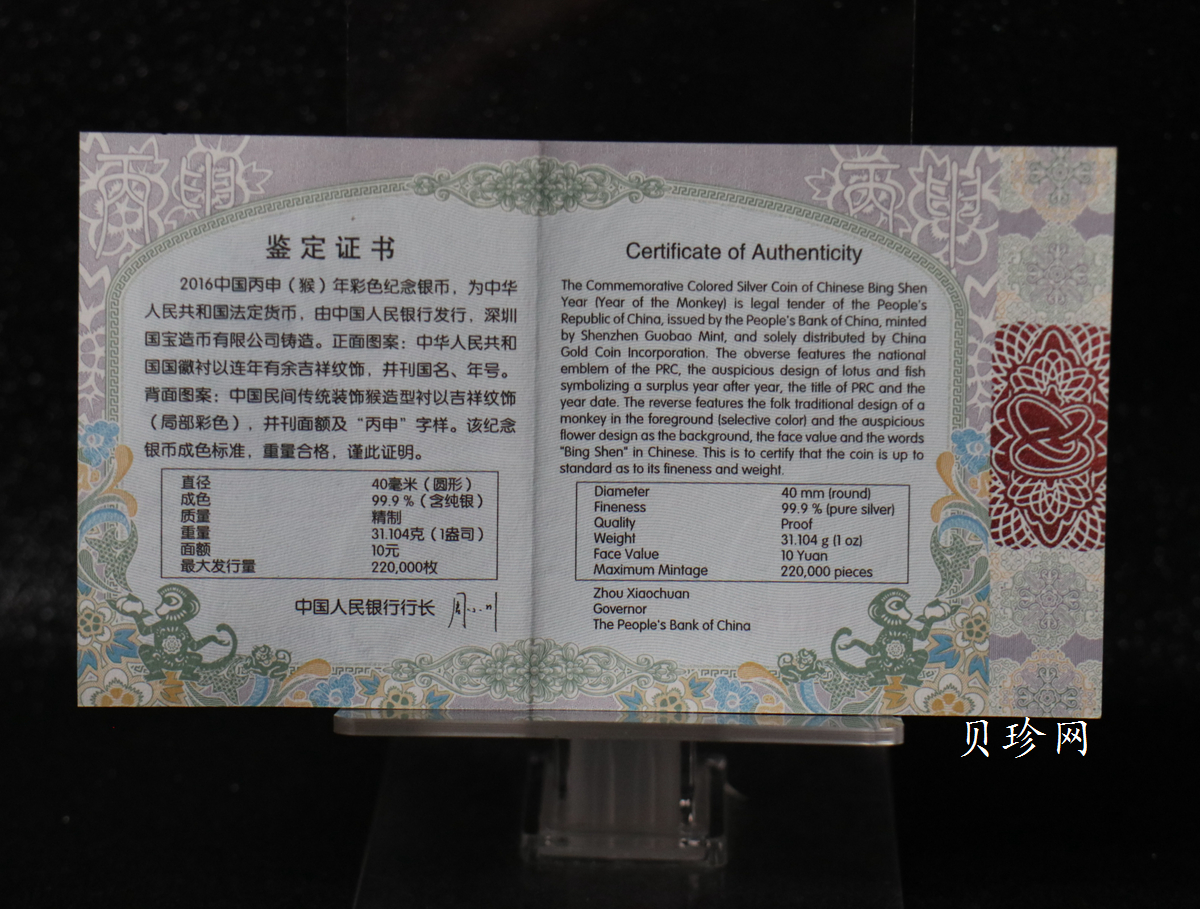 鉴定证书
2016中国丙申（猴）年彩色纪念银币，为中华
人民共和国法定货币，由中国人民银行发行，深圳
国宝造币有限公司铸造。正面图案：中华人民共和
国国徽衬以连年有余吉祥纹饰，并刊国名、年号。
背面图案：中国民间传统装饰猴造型衬以吉祥纹饰
（局部彩色），并刊面额及“丙申”字样。该纪念
银币成色标准，重量合格，谨此证明。
直径 40毫米（圆形）
成色 99.9％（含纯银）
质量 精制
重量 31.104克（1盎司）
面额 10元
最大发行量 220,000枚
中国人民银行行长
Certificate of Authenticity
The Commemorative Colored Silver Coin of Chinese Bing Shen
Year (Year of the Monkey) is legal tender of the People's
Republic of China, issued by the People's Bank of China, minted
by Shenzhen Guobao Mint, and solely distributed by China
Gold Coin Incorporation. The obverse features the national
emblem of the PRC, the auspicious design of lotus and fish
symbolizing a surplus year after year, the title of PRC and the
year date. The reverse features the folk traditional design of a
monkey in the foreground (selective color) and the auspicious
flower design as the background, the face value and the words
"Bing Shen" in Chinese. This is to certify that the coin is up to
standard as to its fineness and weight.
Diameter 40 mm (round)
Fineness 99.9 % (pure silver)
Quality Proof
Weight 31.104 g (1 oz)
Face Value 10 Yuan
Maximum Mintage 220,000 pieces
Zhou Xiaochuan
Governor
The People's Bank of China
贝珍网